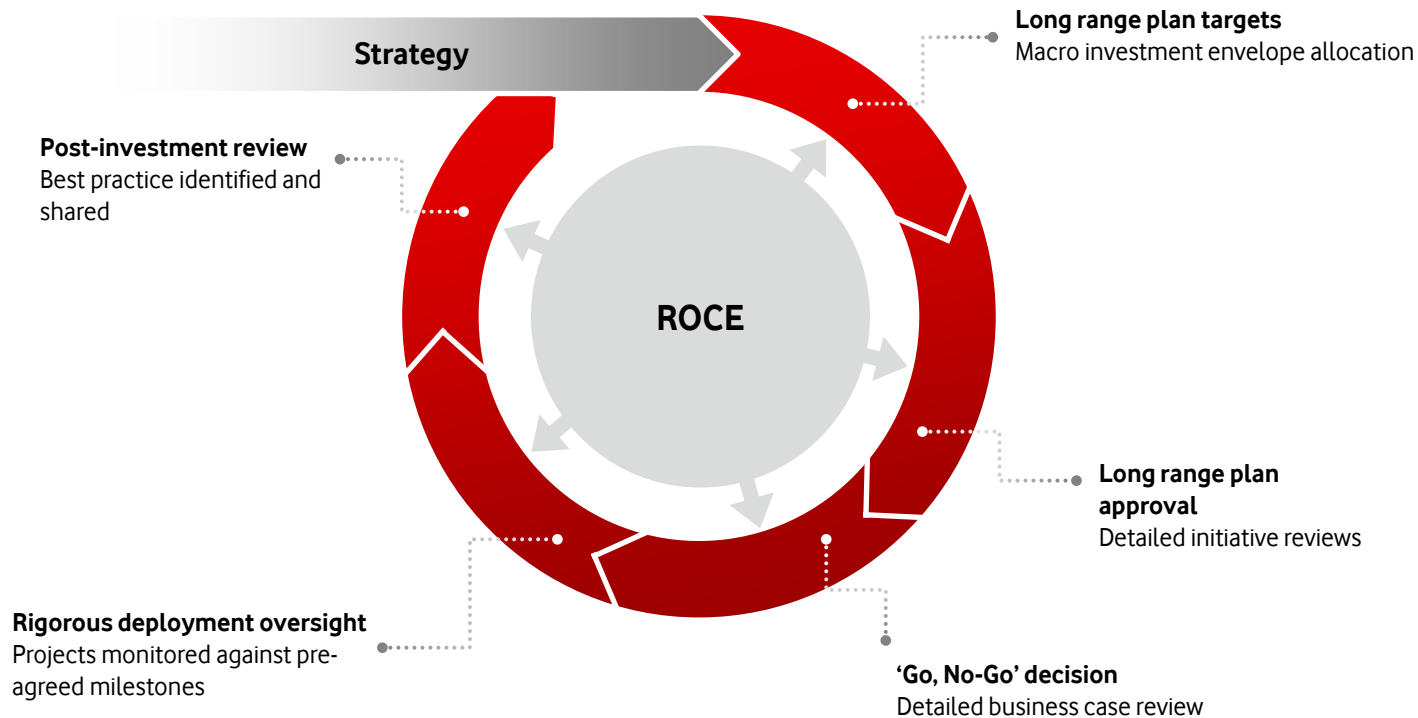 Strategy
Long range plan targets
Macro investment envelope allocation
Post-investment review
Best practice identified and
shared
ROCE
Long range plan
approval
Detailed initiative reviews
Rigorous deployment oversight
Projects monitored against pre-
agreed milestones
‘Go, No-Go’ decision
Detailed business case review